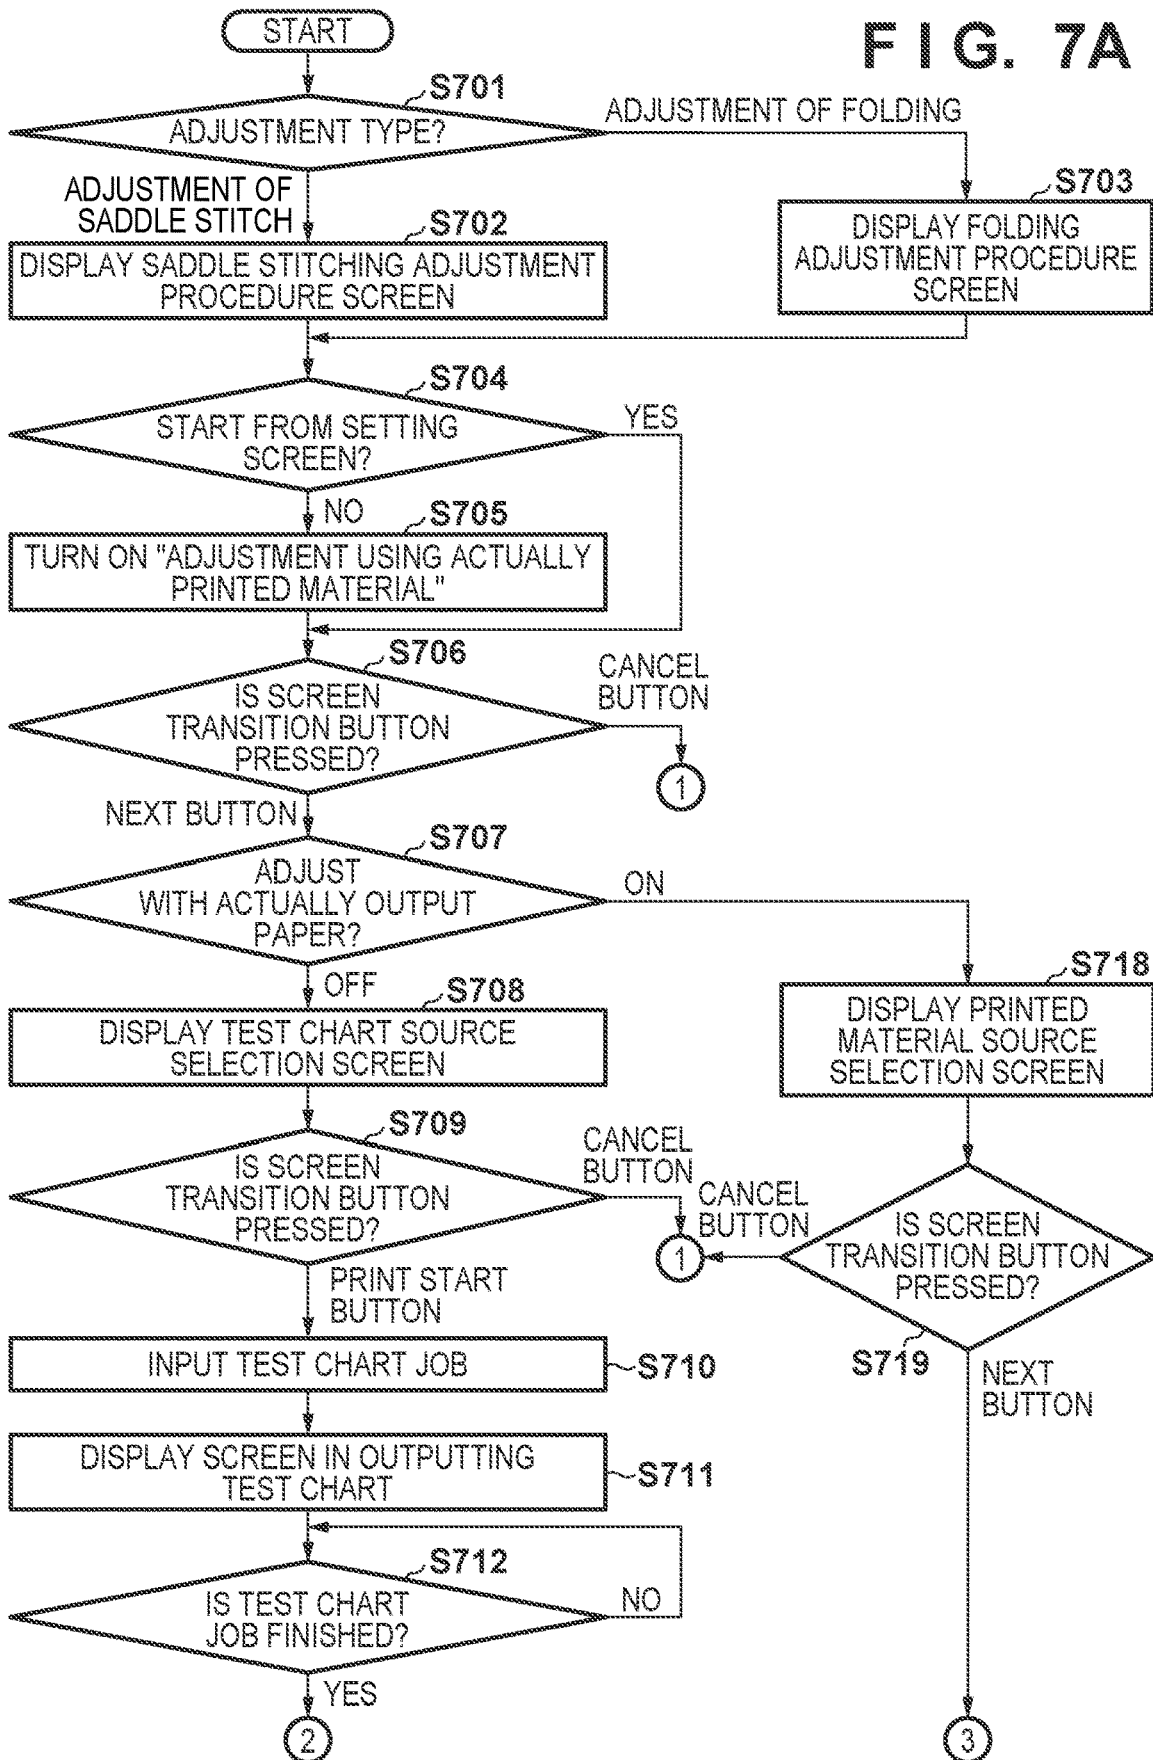 START
F I G. 7A
S701
ADJUSTMENT TYPE?
ADJUSTMENT OF FOLDING
ADJUSTMENT OF
SADDLE STITCH
S702
DISPLAY SADDLE STITCHING ADJUSTMENT
PROCEDURE SCREEN
S703
DISPLAY FOLDING
ADJUSTMENT PROCEDURE
SCREEN
S704
START FROM SETTING
SCREEN?
YES
NO
S705
TURN ON "ADJUSTMENT USING ACTUALLY
PRINTED MATERIAL"
S706
IS SCREEN
TRANSITION BUTTON
PRESSED?
CANCEL
BUTTON
1
NEXT BUTTON
S707
ADJUST
WITH ACTUALLY OUTPUT
PAPER?
ON
OFF
S708
DISPLAY TEST CHART SOURCE
SELECTION SCREEN
S718
DISPLAY PRINTED
MATERIAL SOURCE
SELECTION SCREEN
S709
IS SCREEN
TRANSITION BUTTON
PRESSED?
CANCEL
BUTTON
1
CANCEL
BUTTON
IS SCREEN
TRANSITION BUTTON
PRESSED?
S719
NEXT
BUTTON
PRINT START
BUTTON
INPUT TEST CHART JOB
S710
DISPLAY SCREEN IN OUTPUTTING
TEST CHART
S711
S712
IS TEST CHART
JOB FINISHED?
NO
YES
2
3